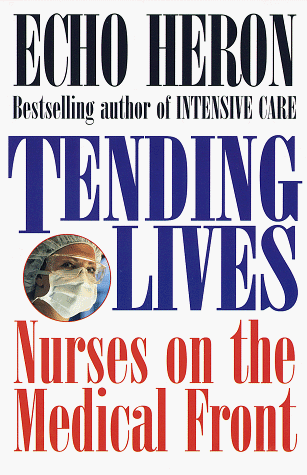 ECHO HERON
Bestselling author of INTENSIVE CARE
TENDING
LIVES
Nurses on the
Medical Front